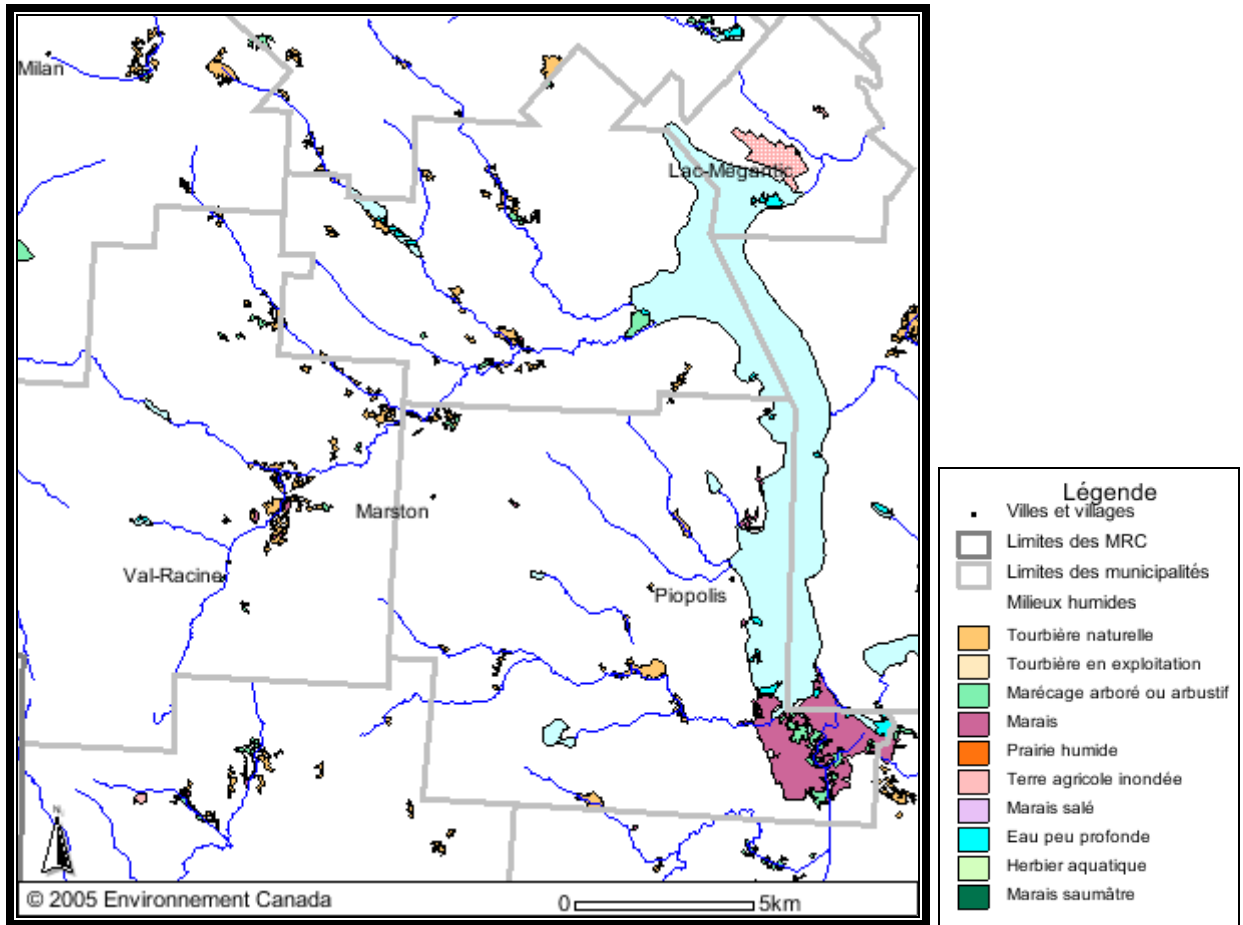 Milan
Lac-Mégantic
Marston
Val-Racine
Piopolis
N
© 2005 Environnement Canada
0 5km
Légende
Villes et villages
Limites des MRC
Limites des municipalités
Milieux humides
Tourbière naturelle
Tourbière en exploitation
Marécage arboré ou arbustif
Marais
Prairie humide
Terre agricole inondée
Marais salé
Eau peu profonde
Herbier aquatique
Marais saumâtre